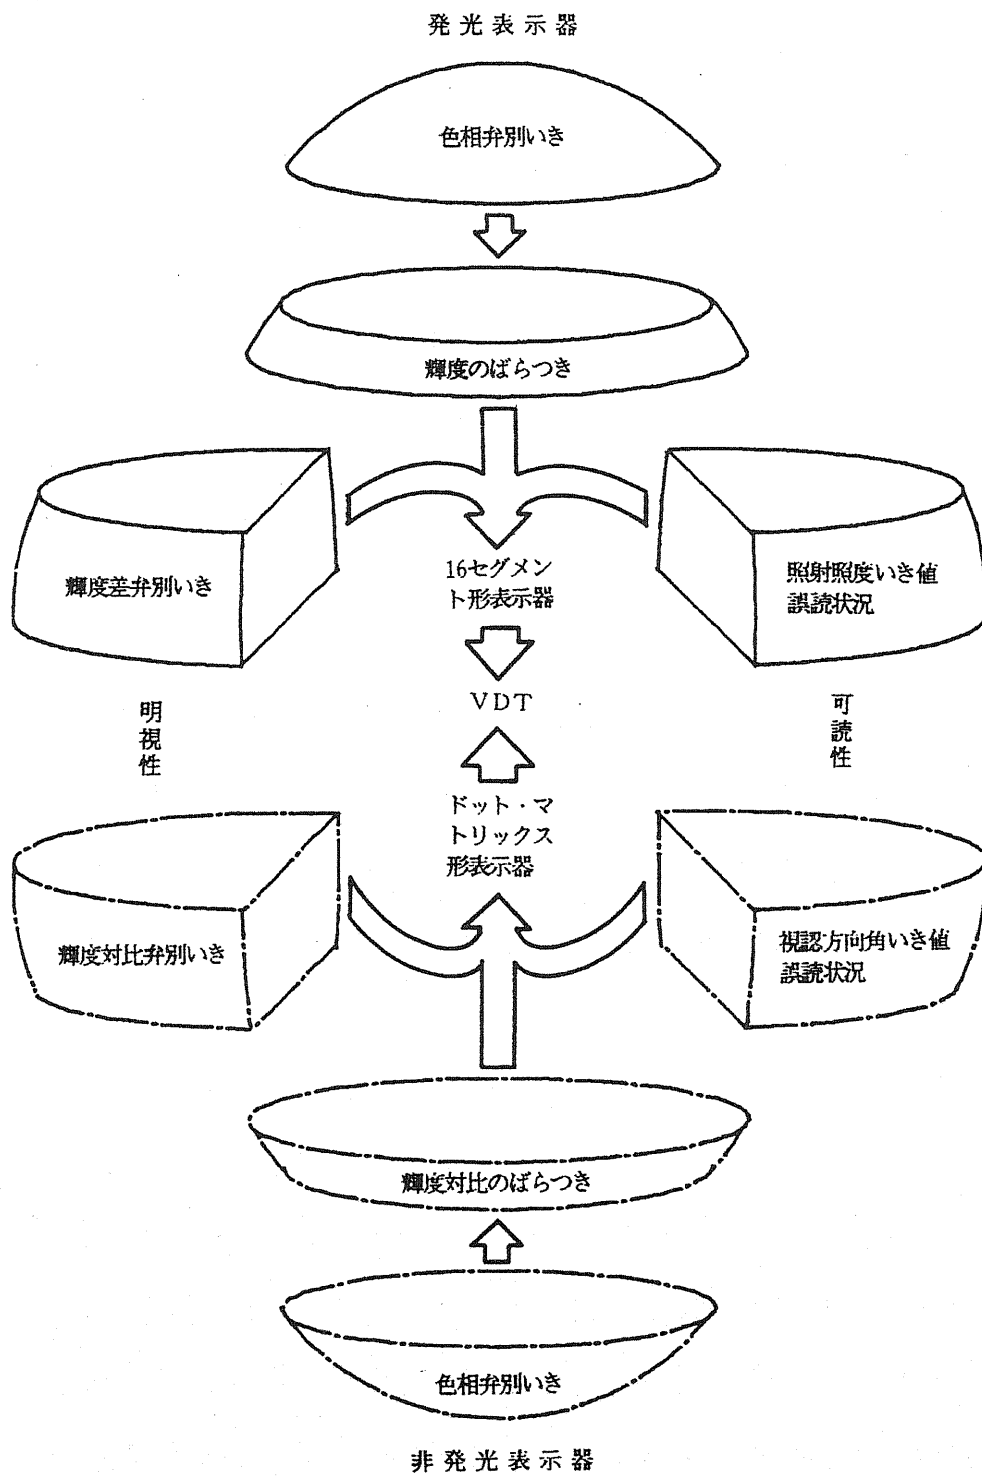 発光表示器
色相弁別いき
輝度のばらつき
輝度差弁別いき
16セグメン
ト形表示器
照射照度いき値
誤読状況
VDT
明視性
可読性
ドット・マ
トリックス
形表示器
輝度対比弁別いき
視認方向角いき値
誤読状況
輝度対比のばらつき
色相弁別いき
非発光表示器